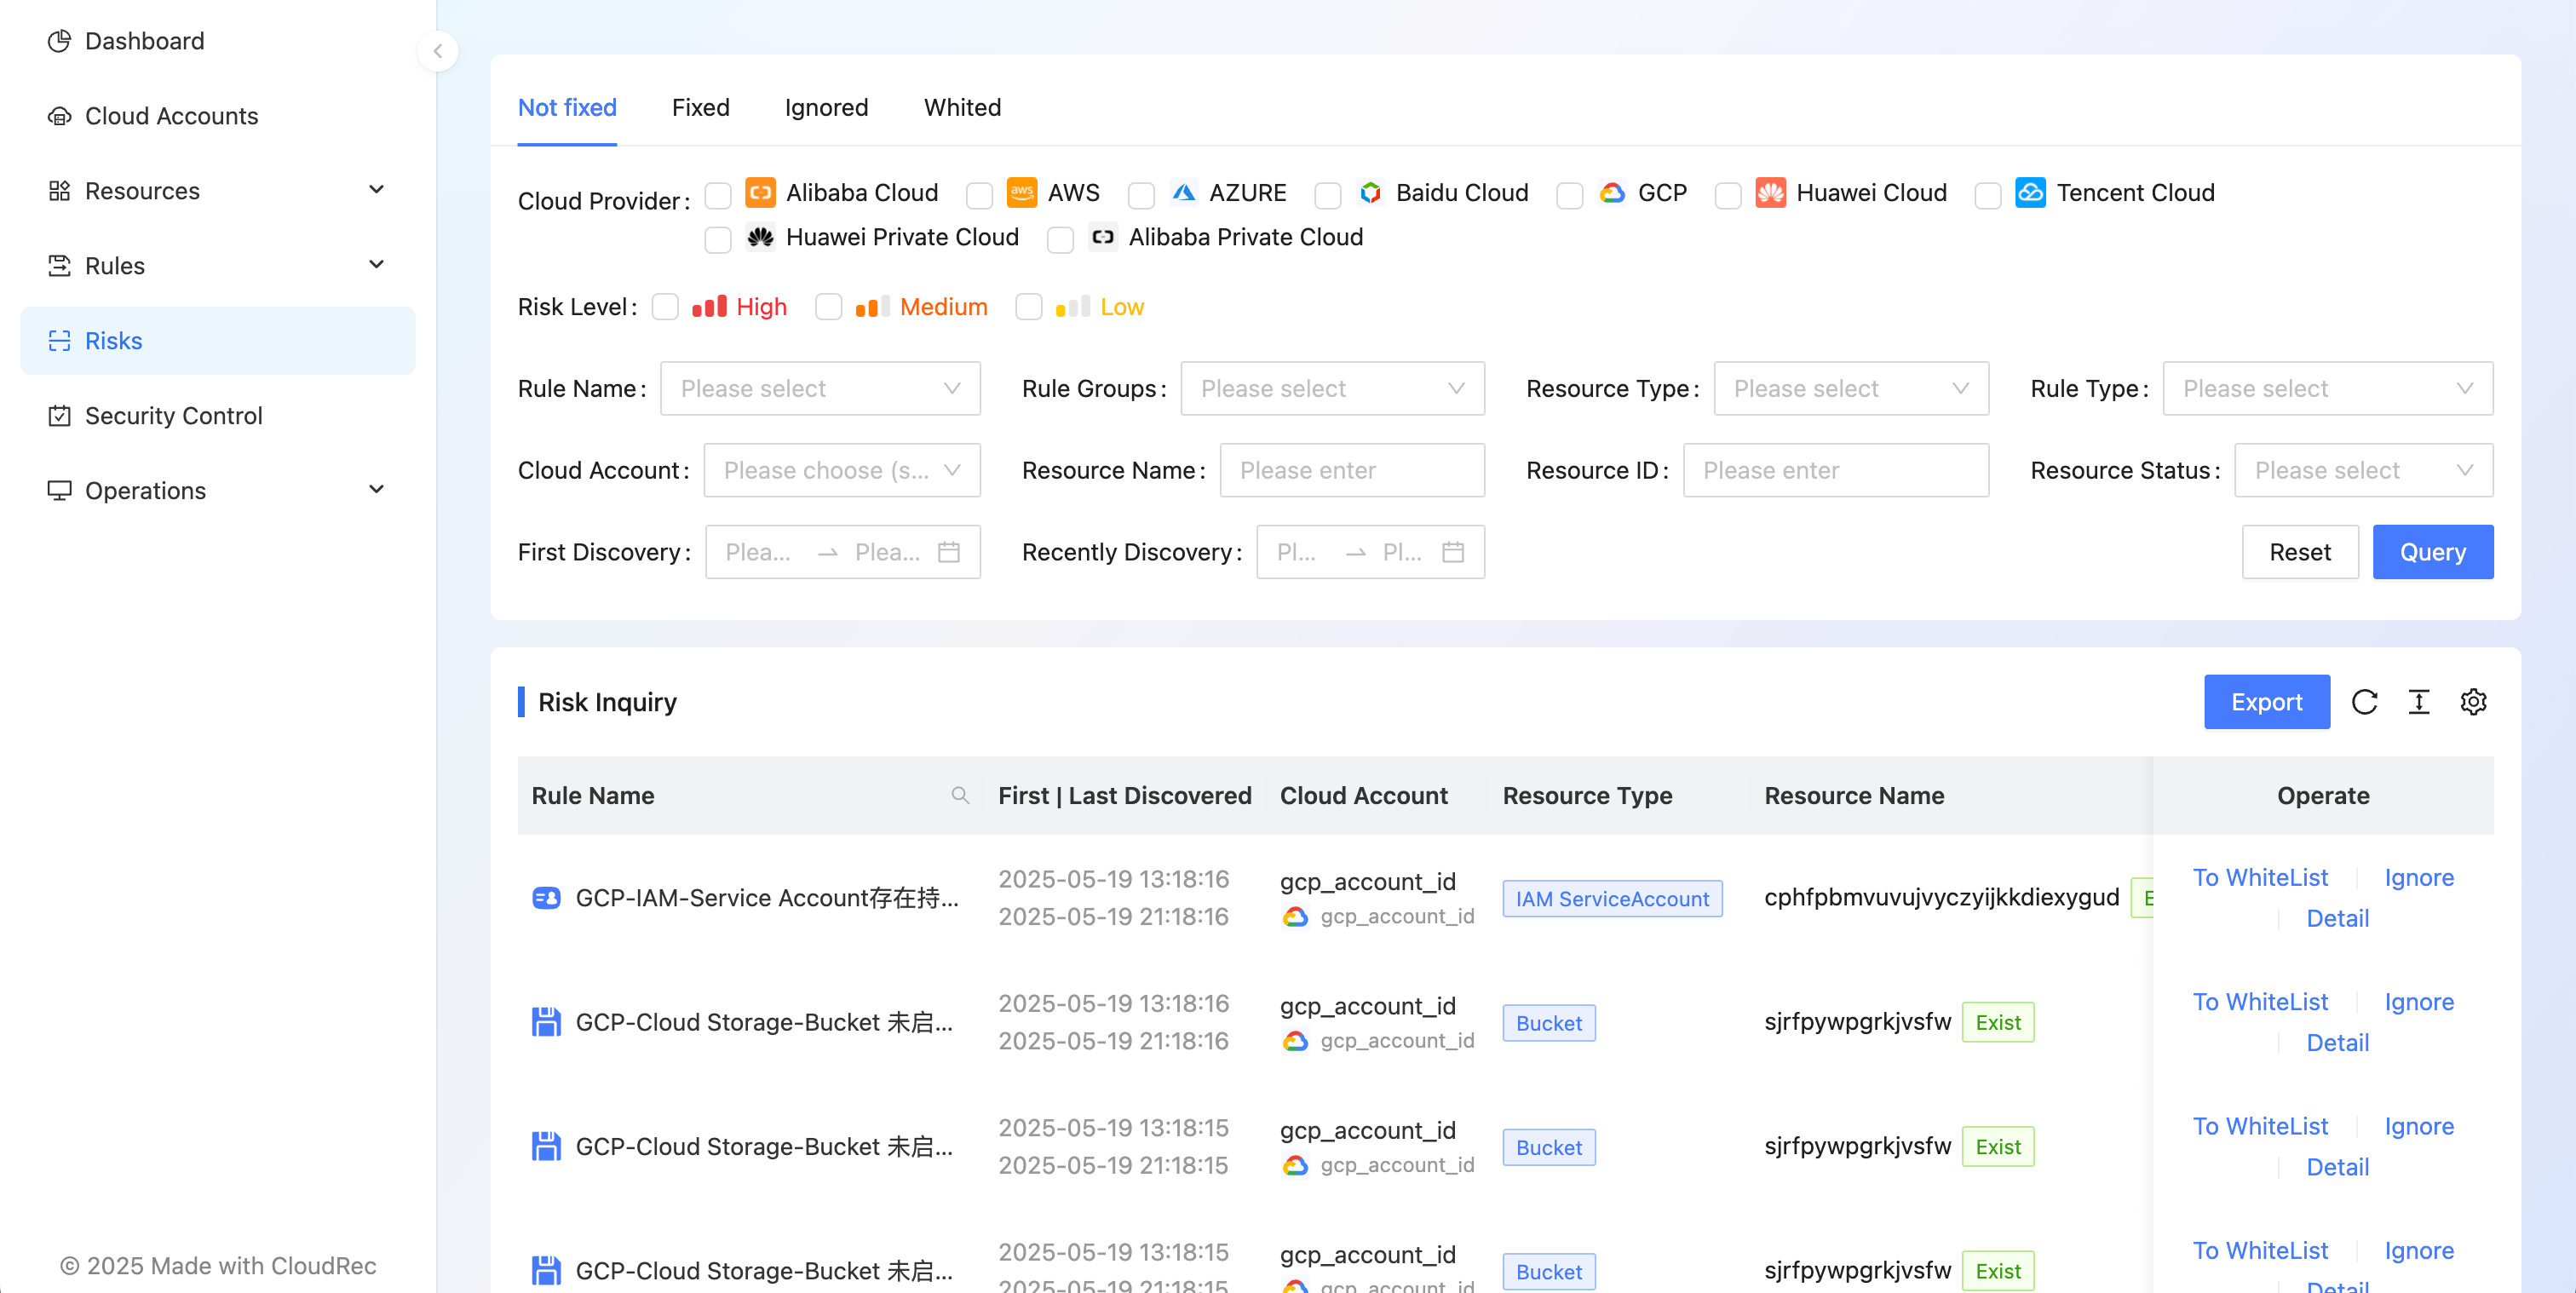 Dashboard
Cloud Accounts
Resources
Rules
Risks
Security Control
Operations
© 2025 Made with CloudRec
Not fixed Fixed Ignored Whited
Cloud Provider: Alibaba Cloud aws AWS AZURE Baidu Cloud GCP Huawei Cloud Tencent Cloud
Huawei Private Cloud Alibaba Private Cloud
Risk Level: High Medium Low
Rule Name: Please select Rule Groups: Please select Resource Type: Please select Rule Type: Please select
Cloud Account: Please choose (s... Resource Name: Please enter Resource ID: Please enter Resource Status: Please select
First Discovery: Plea... → Plea... Recently Discovery: Pl... → Pl... Reset Query
Risk Inquiry Export
Rule Name First | Last Discovered Cloud Account Resource Type Resource Name Operate
GCP-IAM-Service Account存在持... 2025-05-19 13:18:16 gcp_account_id IAM ServiceAccount cphfpbmvuvujvyczyijkkdiexygud To WhiteList Ignore
2025-05-19 21:18:16 gcp_account_id Detail
GCP-Cloud Storage-Bucket 未启... 2025-05-19 13:18:16 gcp_account_id Bucket sjrfpywpgrkjvsfw Exist To WhiteList Ignore
2025-05-19 21:18:16 gcp_account_id Detail
GCP-Cloud Storage-Bucket 未启... 2025-05-19 13:18:15 gcp_account_id Bucket sjrfpywpgrkjvsfw Exist To WhiteList Ignore
2025-05-19 21:18:15 gcp_account_id Detail
GCP-Cloud Storage-Bucket 未启... 2025-05-19 13:18:15 gcp_account_id Bucket sjrfpywpgrkjvsfw Exist To WhiteList Ignore
2025-05-19 21:18:15 gcp_account_id Detail